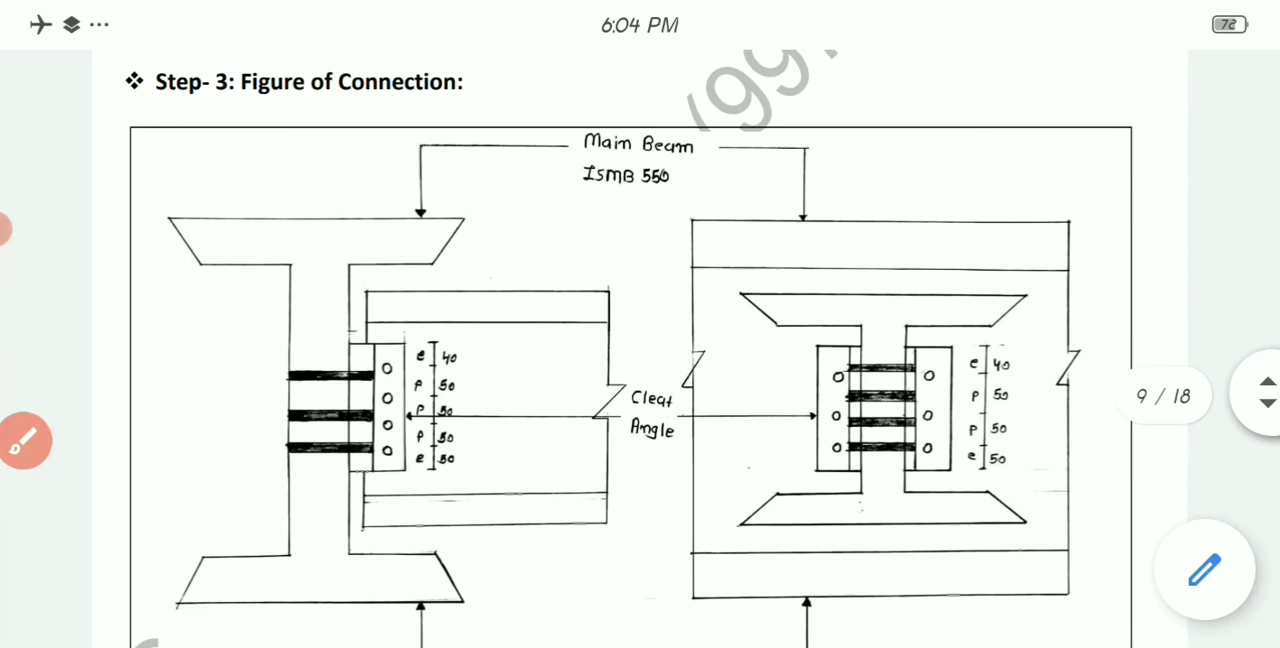 6:04 PM
72
❖ Step- 3: Figure of Connection:
Main Beam
ISMB 550
e 40
p 50
p 50
p 50
e 50
Cleat
Angle
e 40
p 50
p 50
e 50
9 / 18